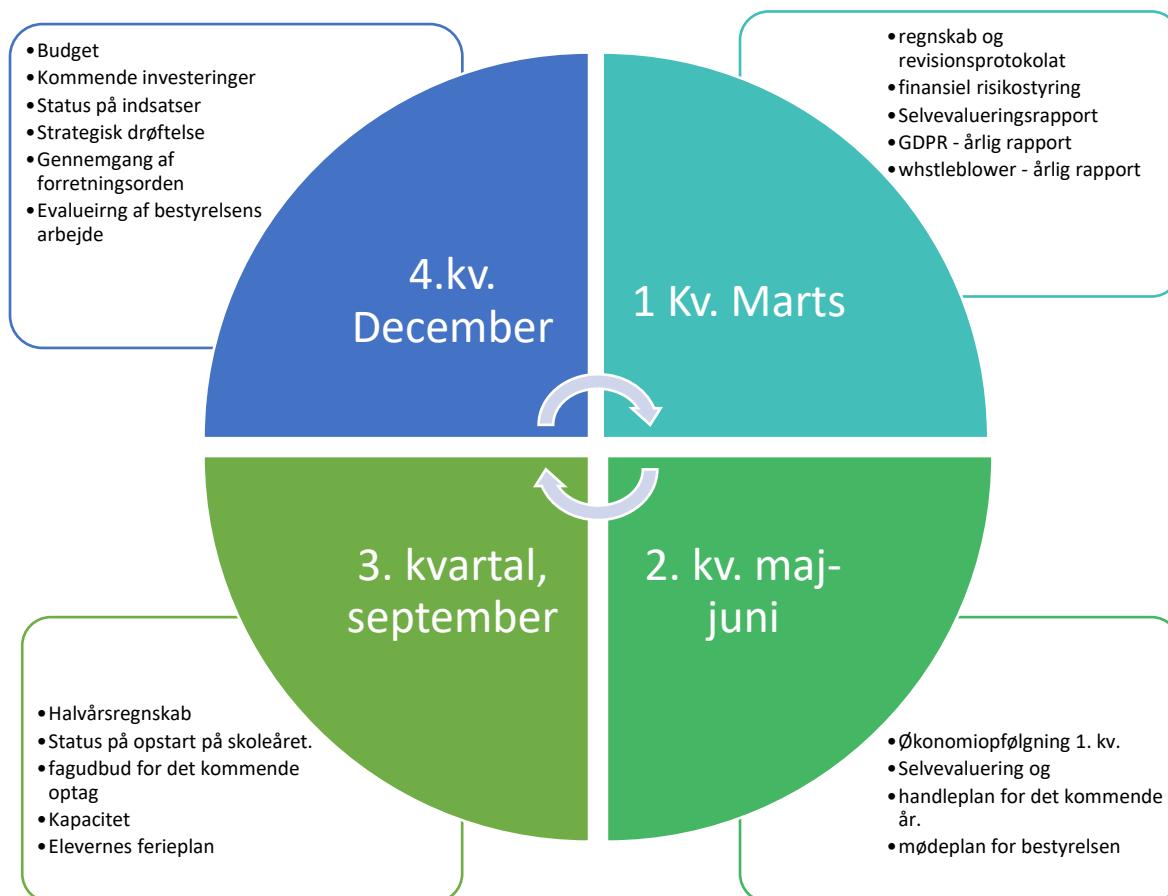 •Budget
•Kommende investeringer
•Status på indsatser
•Strategisk drøftelse
•Gennemgang af
forretningsorden
•Evalueirng af bestyrelsens
arbejde
4.kv.
December
•regnskab og
revisionsprotokolat
•finansiel risikostyring
•Selvevalueringsrapport
•GDPR - årlig rapport
•whstleblower - årlig rapport
1 Kv. Marts
3. kvartal,
september
•Halvårsregnskab
•Status på opstart på skoleåret.
•fagudbud for det kommende
optag
•Kapacitet
•Elevernes ferieplan
2. kv. maj-
juni
•Økonomiopfølgning 1. kv.
•Selvevaluering og
•handleplan for det kommende
år.
•mødeplan for bestyrelsen